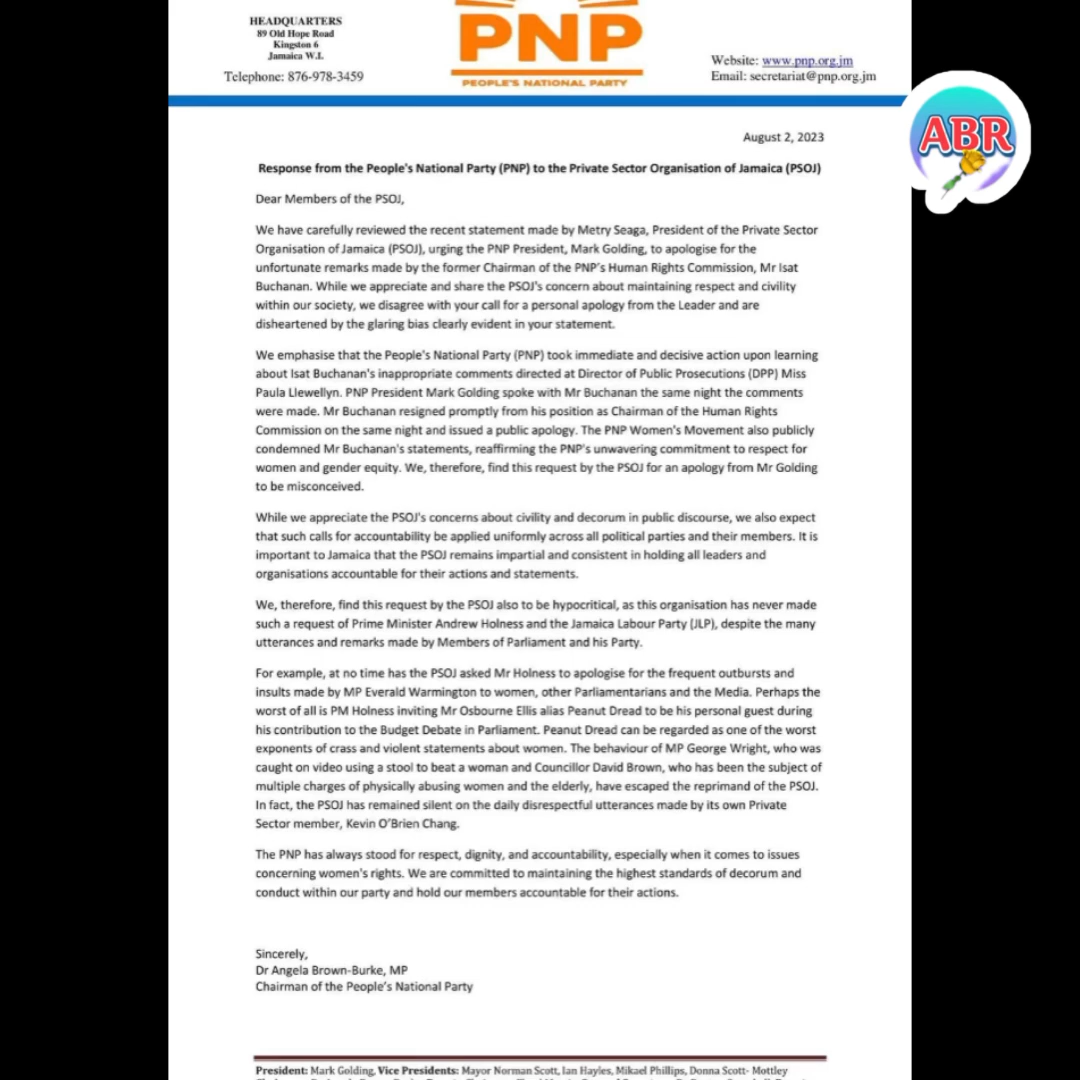 HEADQUARTERS
89 Old Hope Road
Kingston 6
Jamaica W.I.
Telephone: 876-978-3459
PNP
PEOPLE'S NATIONAL PARTY
Website: www.pnp.org.jm
Email: secretariat@pnp.org.jm
ABR
August 2, 2023
Response from the People's National Party (PNP) to the Private Sector Organisation of Jamaica (PSOJ)
Dear Members of the PSOJ,
We have carefully reviewed the recent statement made by Metry Seaga, President of the Private Sector
Organisation of Jamaica (PSOJ), urging the PNP President, Mark Golding, to apologise for the
unfortunate remarks made by the former Chairman of the PNP's Human Rights Commission, Mr Isat
Buchanan. While we appreciate and share the PSOJ's concern about maintaining respect and civility
within our society, we disagree with your call for a personal apology from the Leader and are
disheartened by the glaring bias clearly evident in your statement.
We emphasise that the People's National Party (PNP) took immediate and decisive action upon learning
about Isat Buchanan's inappropriate comments directed at Director of Public Prosecutions (DPP) Miss
Paula Llewellyn. PNP President Mark Golding spoke with Mr Buchanan the same night the comments
were made. Mr Buchanan resigned promptly from his position as Chairman of the Human Rights
Commission on the same night and issued a public apology. The PNP Women's Movement also publicly
condemned Mr Buchanan's statements, reaffirming the PNP's unwavering commitment to respect for
women and gender equity. We, therefore, find this request by the PSOJ for an apology from Mr Golding
to be misconceived.
While we appreciate the PSOJ's concerns about civility and decorum in public discourse, we also expect
that such calls for accountability be applied uniformly across all political parties and their members. It is
important to Jamaica that the PSOJ remains impartial and consistent in holding all leaders and
organisations accountable for their actions and statements.
We, therefore, find this request by the PSOJ also to be hypocritical, as this organisation has never made
such a request of Prime Minister Andrew Holness and the Jamaica Labour Party (JLP), despite the many
utterances and remarks made by Members of Parliament and his Party.
For example, at no time has the PSOJ asked Mr Holness to apologise for the frequent outbursts and
insults made by MP Everald Warmington to women, other Parliamentarians and the Media. Perhaps the
worst of all is PM Holness inviting Mr Osbourne Ellis alias Peanut Dread to be his personal guest during
his contribution to the Budget Debate in Parliament. Peanut Dread can be regarded as one of the worst
exponents of crass and violent statements about women. The behaviour of MP George Wright, who was
caught on video using a stool to beat a woman and Councillor David Brown, who has been the subject of
multiple charges of physically abusing women and the elderly, have escaped the reprimand of the PSOJ.
In fact, the PSOJ has remained silent on the daily disrespectful utterances made by its own Private
Sector member, Kevin O'Brien Chang.
The PNP has always stood for respect, dignity, and accountability, especially when it comes to issues
concerning women's rights. We are committed to maintaining the highest standards of decorum and
conduct within our party and hold our members accountable for their actions.
Sincerely,
Dr Angela Brown-Burke, MP
Chairman of the People's National Party
President: Mark Golding, Vice Presidents: Mayor Norman Scott, Ian Hayles, Mikael Phillips, Donna Scott- Mottley